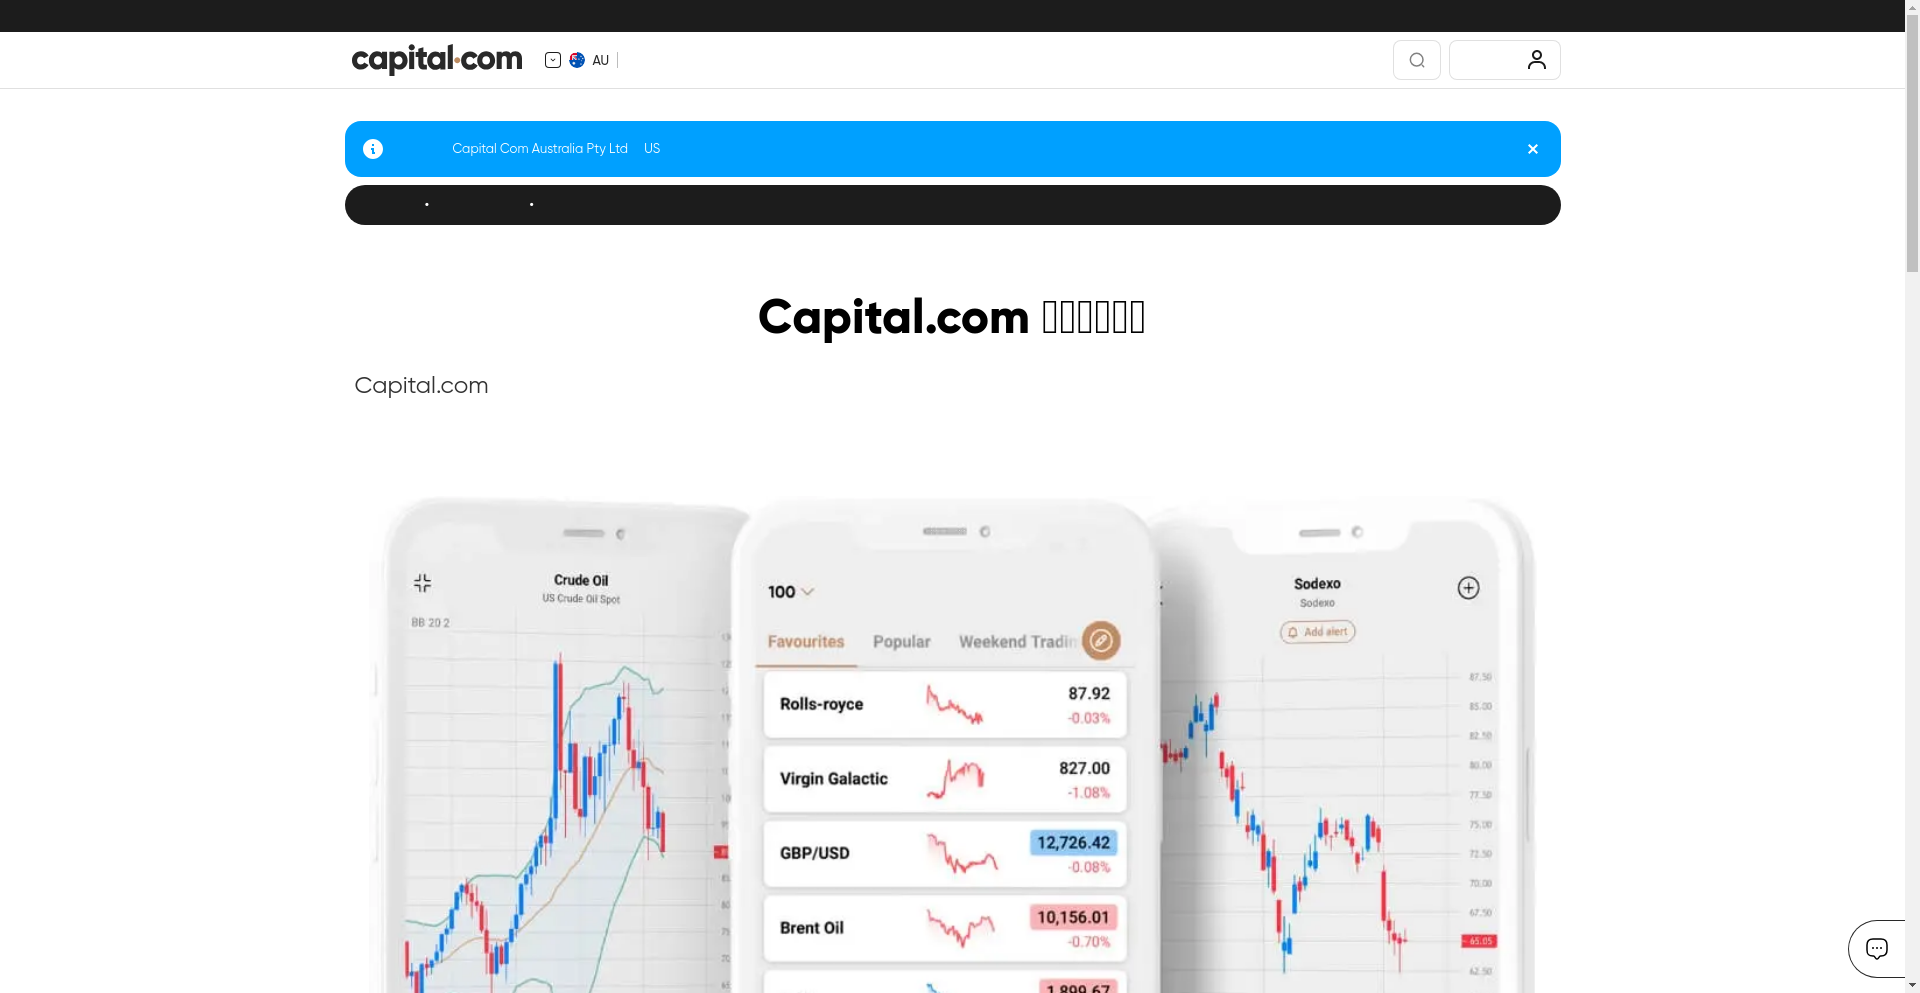 capital.com
AU
Capital Com Australia Pty Ltd US
Capital.com
Capital.com
Crude Oil
US Crude Oil Spot
BB 20 2
100
Favourites Popular Weekend Tradin
Rolls-royce 87.92
-0.03%
Virgin Galactic 827.00
-1.08%
GBP/USD 12,726.42
-0.08%
Brent Oil 10,156.01
-0.70%
1,899.67
Sodexo
Sodexo
Add alert
87.50
85.00
82.50
80.00
77.50
75.00
72.50
70.00
67.50
65.05
62.50